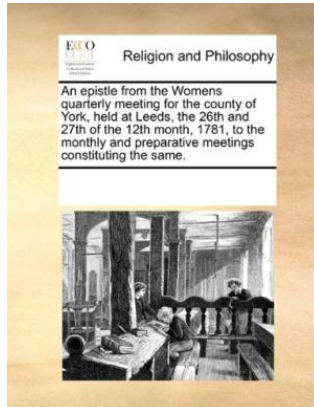 ECCO
Religion and Philosophy
An epistle from the Womens
quarterly meeting for the county of
York, held at Leeds, the 26th and
27th of the 12th month, 1781, to the
monthly and preparative meetings
constituting the same.